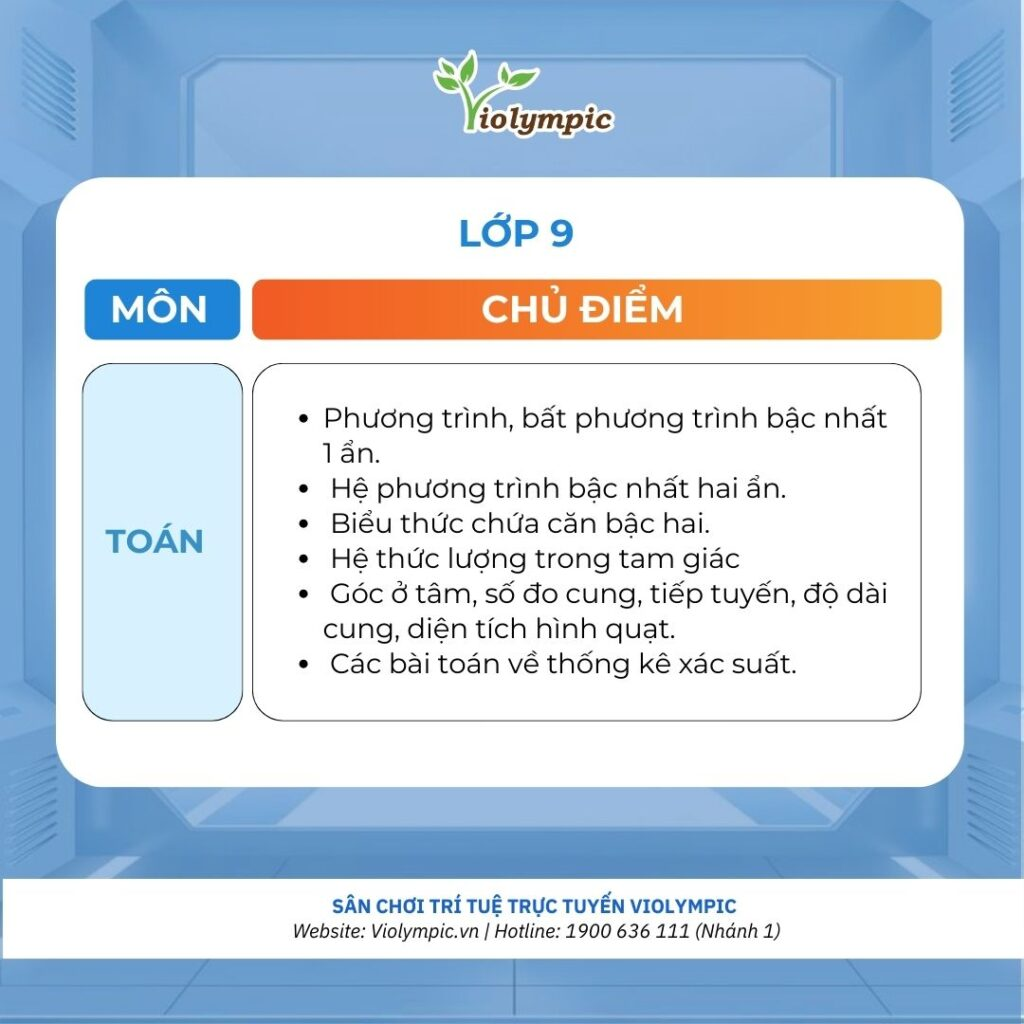 Violympic
LỚP 9
MÔN
CHỦ ĐIỂM
TOÁN
• Phương trình, bất phương trình bậc nhất
1 ẩn.
• Hệ phương trình bậc nhất hai ẩn.
• Biểu thức chứa căn bậc hai.
• Hệ thức lượng trong tam giác
• Góc ở tâm, số đo cung, tiếp tuyến, độ dài
cung, diện tích hình quạt.
• Các bài toán về thống kê xác suất.
SÂN CHƠI TRÍ TUỆ TRỰC TUYẾN VIOLYMPIC
Website: Violympic.vn | Hotline: 1900 636 111 (Nhánh 1)